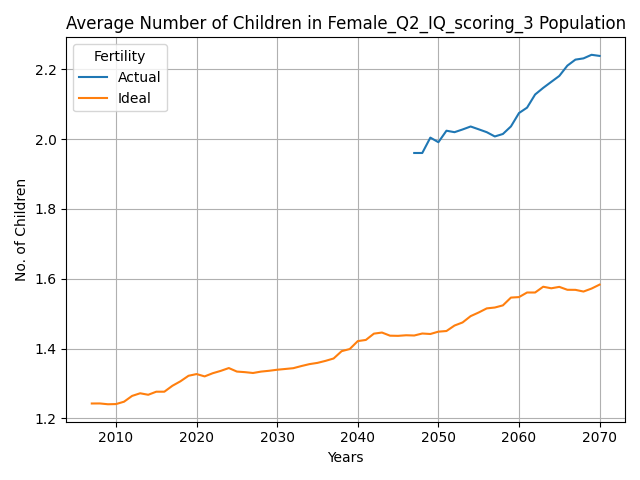 Average Number of Children in Female_Q2_IQ_scoring_3 Population
Fertility
Actual
Ideal
No. of Children
2.2
2.0
1.8
1.6
1.4
1.2
2010 2020 2030 2040 2050 2060 2070
Years